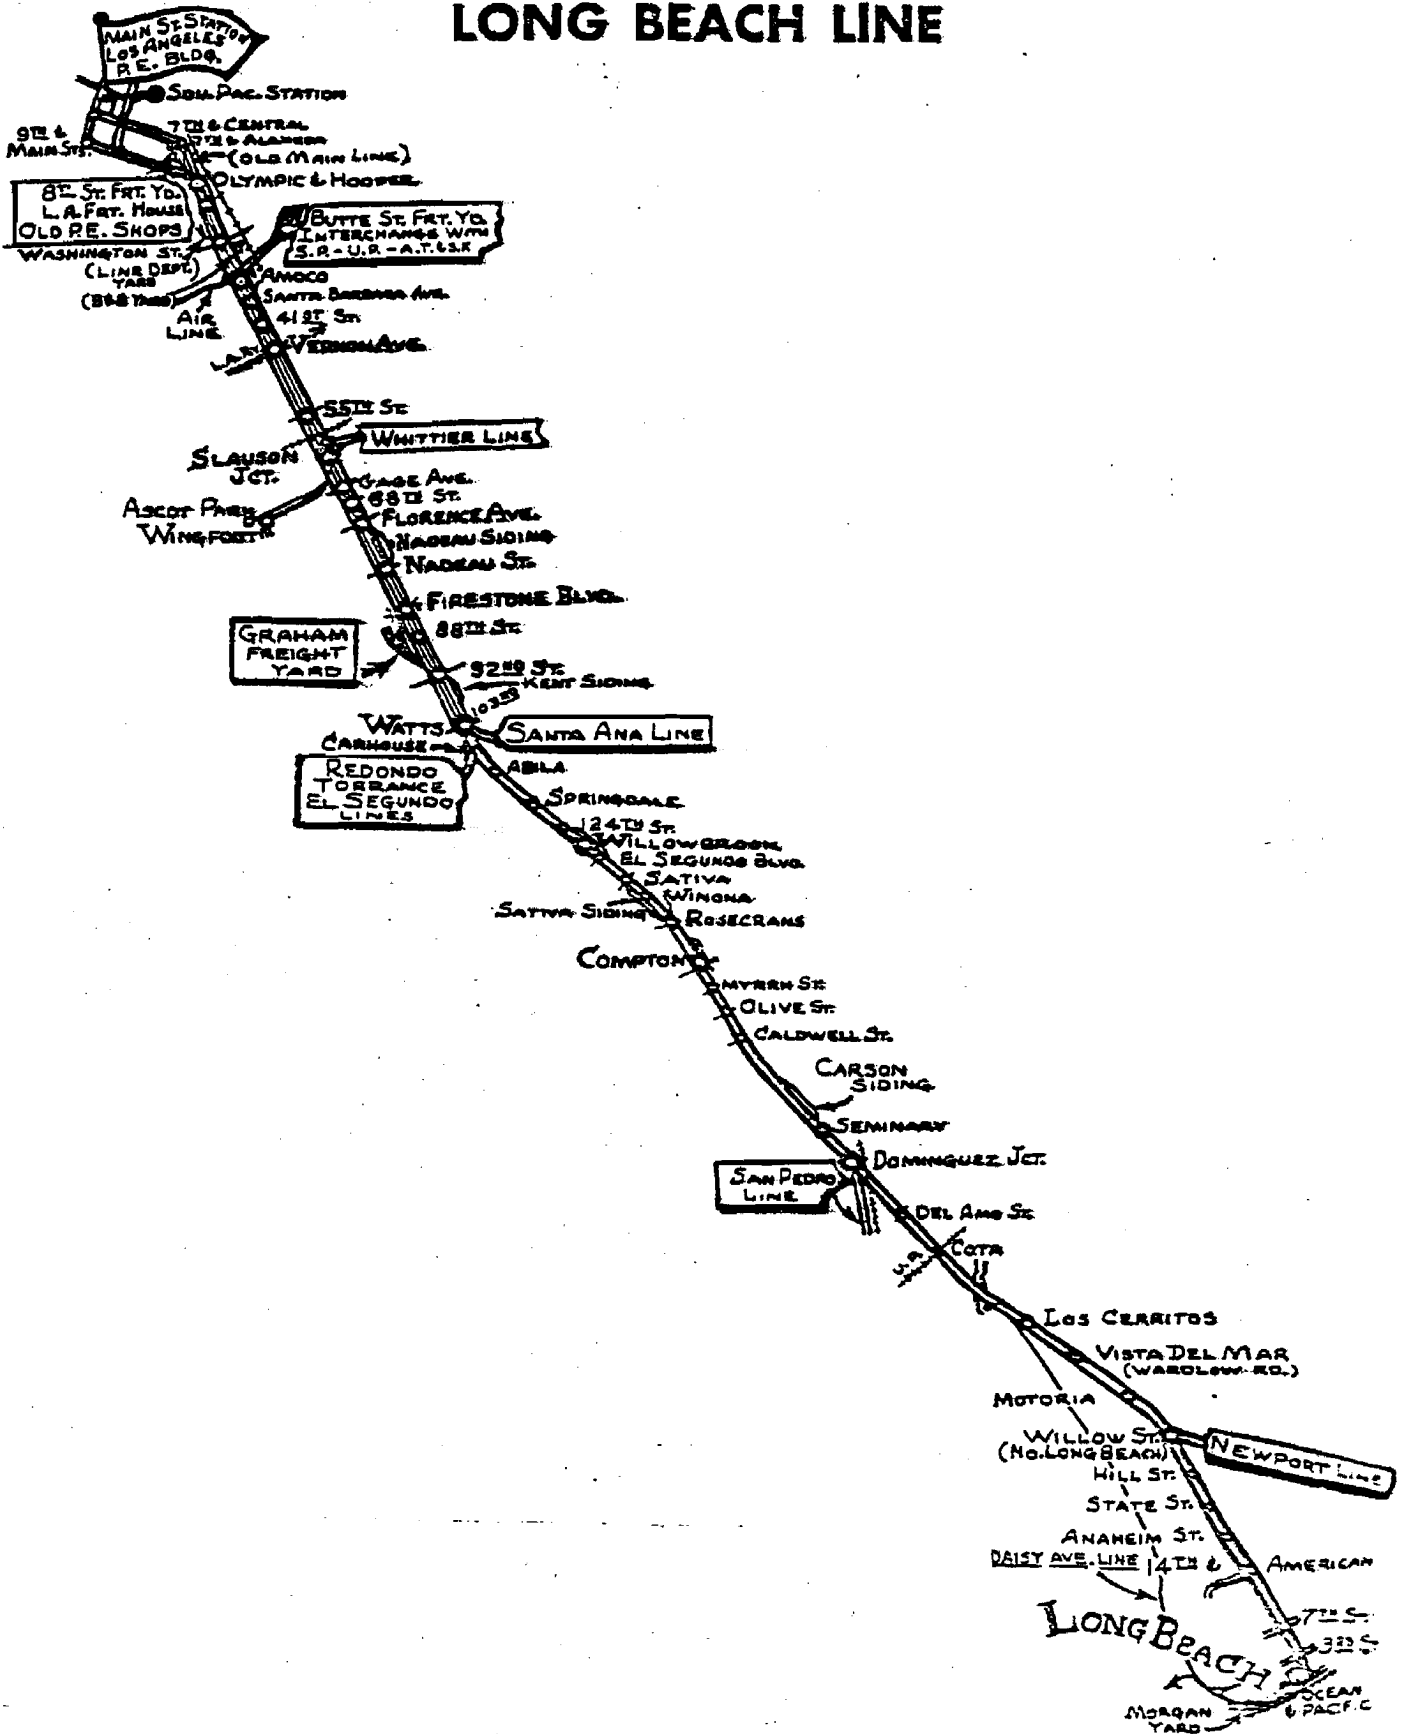 LONG BEACH LINE
MAIN ST. STATION
LOS ANGELES
P.E. BLDG.
SOU. PAC. STATION
7TH & CENTRAL
7TH & ALAMEDA
(OLD MAIN LINE)
9TH &
MAIN STS.
OLYMPIC & HOOPER
8TH ST. FRT. YD.
L.A. FRT. HOUSE
OLD P.E. SHOPS
BUTTE ST. FRT. YD.
INTERCHANGE WITH
S.P. - U.P. - A.T. & S.F.
WASHINGTON ST.
(LINE DEPT.)
YARD
(B&B YARD)
AMOCO
SANTA BARBARA AVE.
AIR
LINE
41ST ST.
L.A. RY.
VERNON AVE.
55TH ST.
WHITTIER LINE
SLAUSON
JCT.
GAGE AVE.
68TH ST.
ASCOT PARK
WINGFOOT
FLORENCE AVE.
NADEAU SIDING
NADEAU ST.
FIRESTONE BLVD.
88TH ST.
GRAHAM
FREIGHT
YARD
92ND ST.
KENT SIDING
103RD
WATTS
CARHOUSE
SANTA ANA LINE
REDONDO
TORRANCE
EL SEGUNDO
LINES
ABILA
SPRINGDALE
124TH ST.
WILLOWBROOK
EL SEGUNDO BLVD.
SATIVA
WINONA
SATIVA SIDING
ROSECRANS
COMPTON
MYRRH ST.
OLIVE ST.
CALDWELL ST.
CARSON
SIDING
SEMINARY
DOMINGUEZ JCT.
SAN PEDRO
LINE
DEL AMO ST.
COTA
LOS CERRITOS
VISTA DEL MAR
(WARDLOW RD.)
MOTORIA
WILLOW ST.
(NO. LONG BEACH)
NEWPORT LINE
HILL ST.
STATE ST.
ANAHEIM ST.
DAISY AVE. LINE
14TH & AMERICAN
LONG BEACH
7TH ST.
3RD S
OCEAN
& PACIFIC
MORGAN
YARD